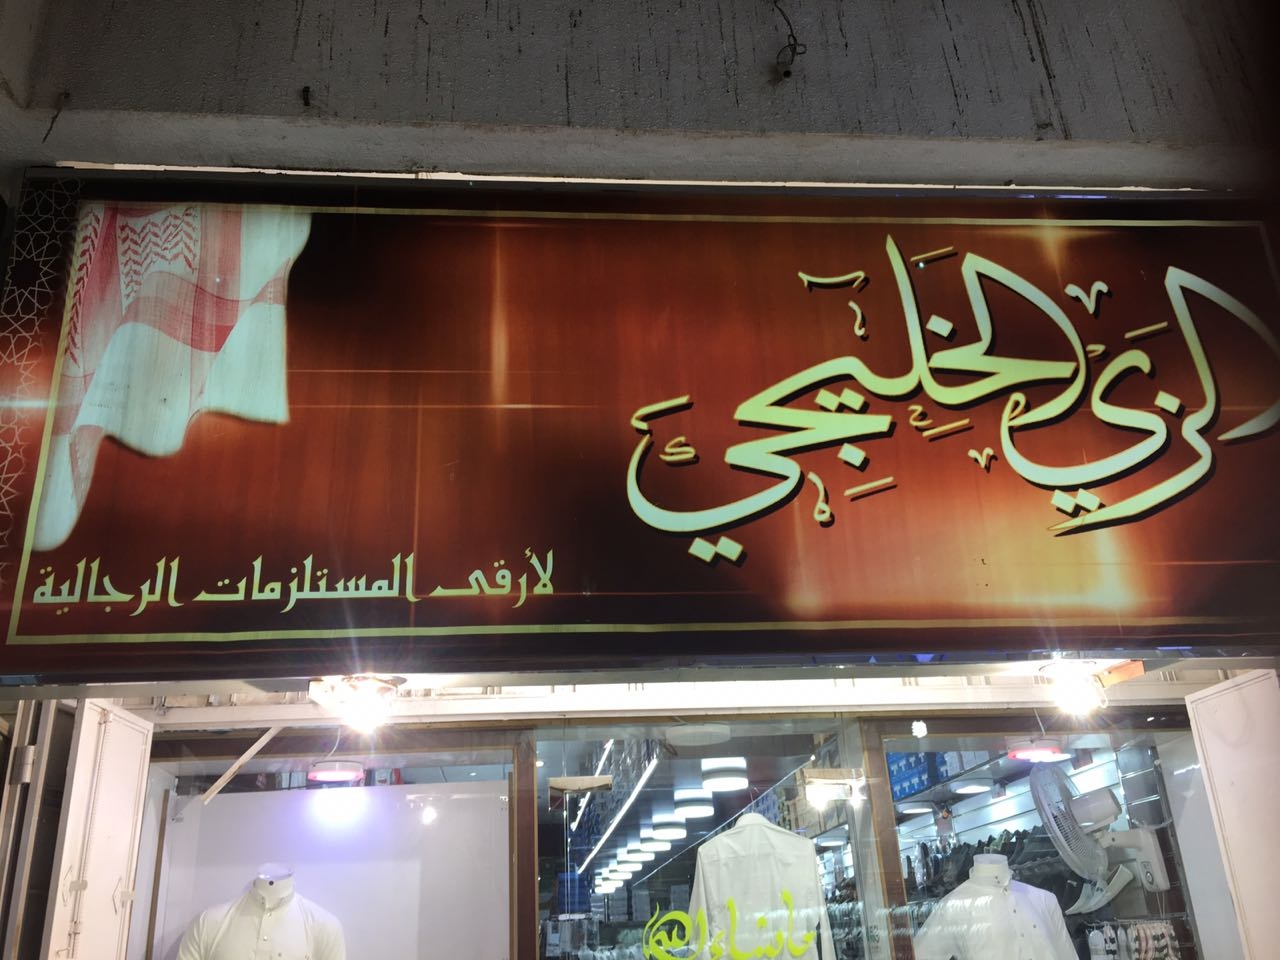 الزي الخليجي
لأرقى المستلزمات الرجالية
ماشاء الله